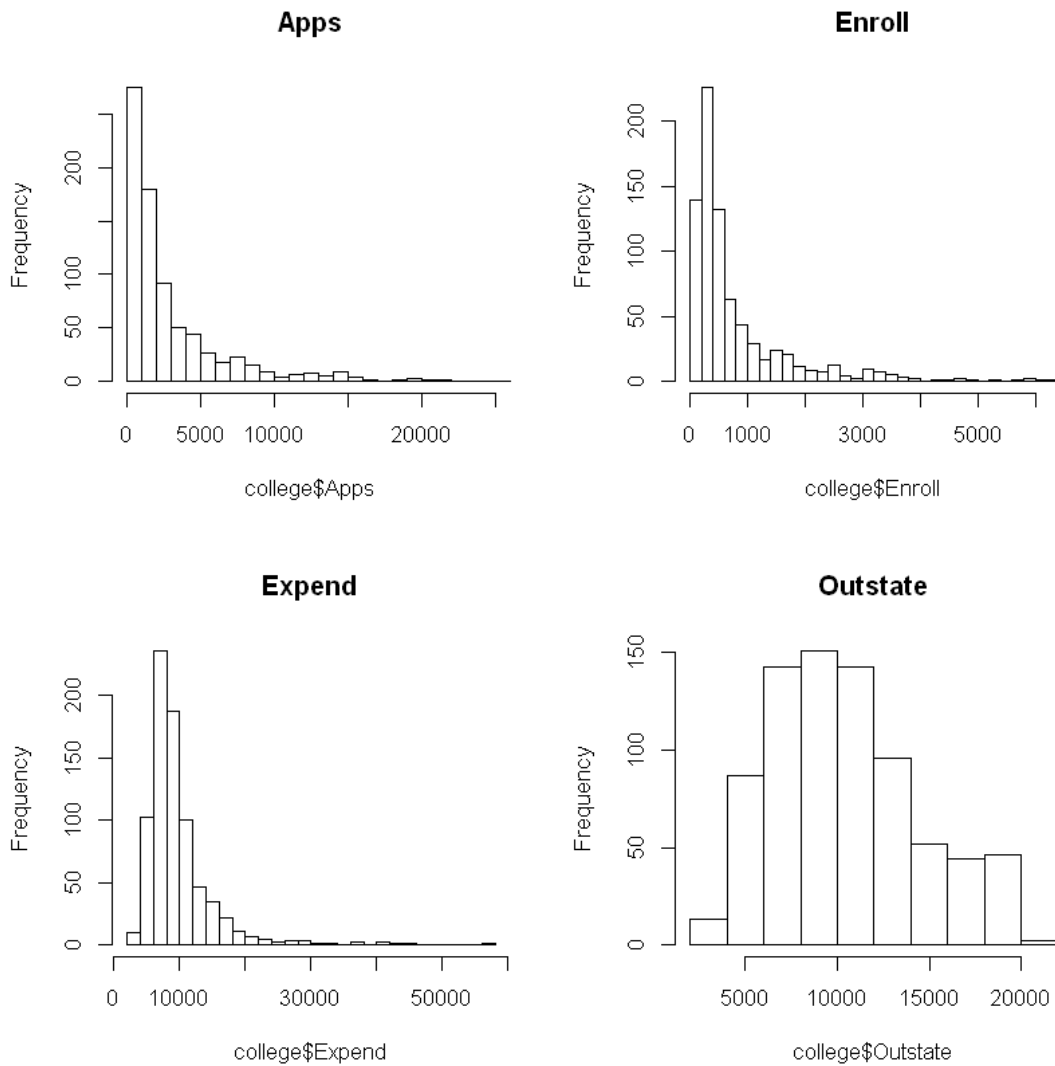 Apps
Frequency
0 50 100 200
0 5000 10000 20000
college$Apps
Enroll
Frequency
0 50 100 150 200
0 1000 3000 5000
college$Enroll
Expend
Frequency
0 50 100 150 200
0 10000 30000 50000
college$Expend
Outstate
Frequency
0 50 100 150
5000 10000 15000 20000
college$Outstate